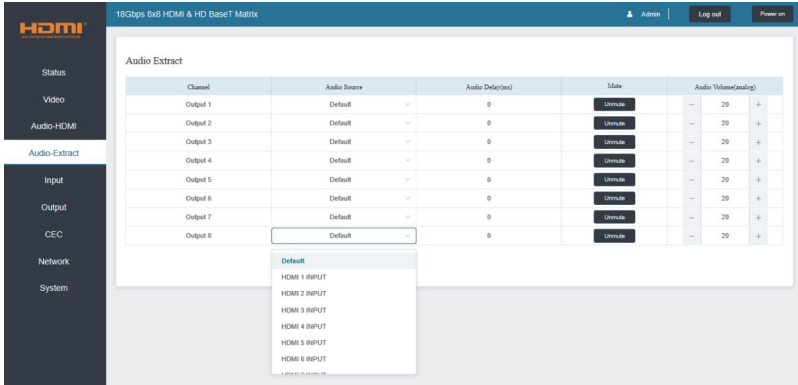 HDMI
18Gbps 8x8 HDMI & HD BaseT Matrix
Admin
Log out
Power on
Status
Video
Audio-HDMI
Audio-Extract
Input
Output
CEC
Network
System
Audio Extract
Channel Audio Source Audio Delay(ms) Mute Audio Volume(analog)
Output 1 Default 0 Unmute - 20 +
Output 2 Default 0 Unmute - 20 +
Output 3 Default 0 Unmute - 20 +
Output 4 Default 0 Unmute - 20 +
Output 5 Default 0 Unmute - 20 +
Output 6 Default 0 Unmute - 20 +
Output 7 Default 0 Unmute - 20 +
Output 8 Default 0 Unmute - 20 +
Default
HDMI 1 INPUT
HDMI 2 INPUT
HDMI 3 INPUT
HDMI 4 INPUT
HDMI 5 INPUT
HDMI 6 INPUT